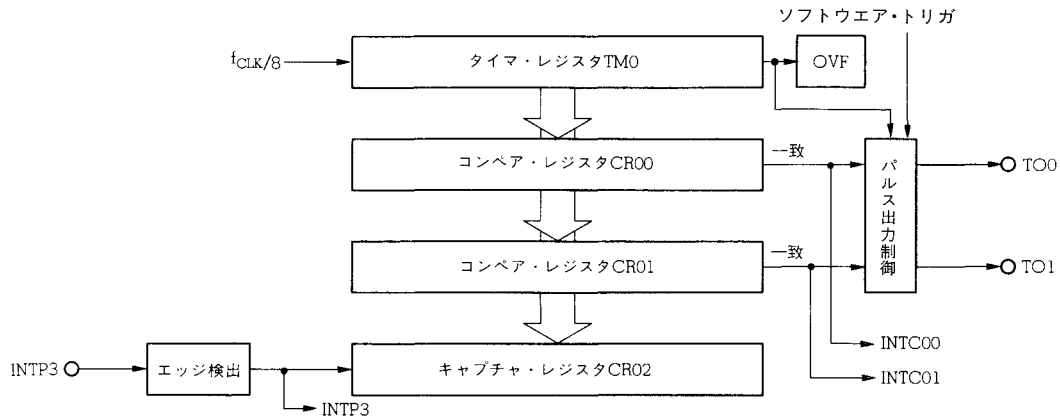 ソフトウエア・トリガ
fCLK/8
タイマ・レジスタTM0
OVF
コンペア・レジスタCR00
一致
パルス出力制御
TO0
コンペア・レジスタCR01
一致
TO1
INTC00
INTP3
エッジ検出
キャプチャ・レジスタCR02
INTC01
INTP3